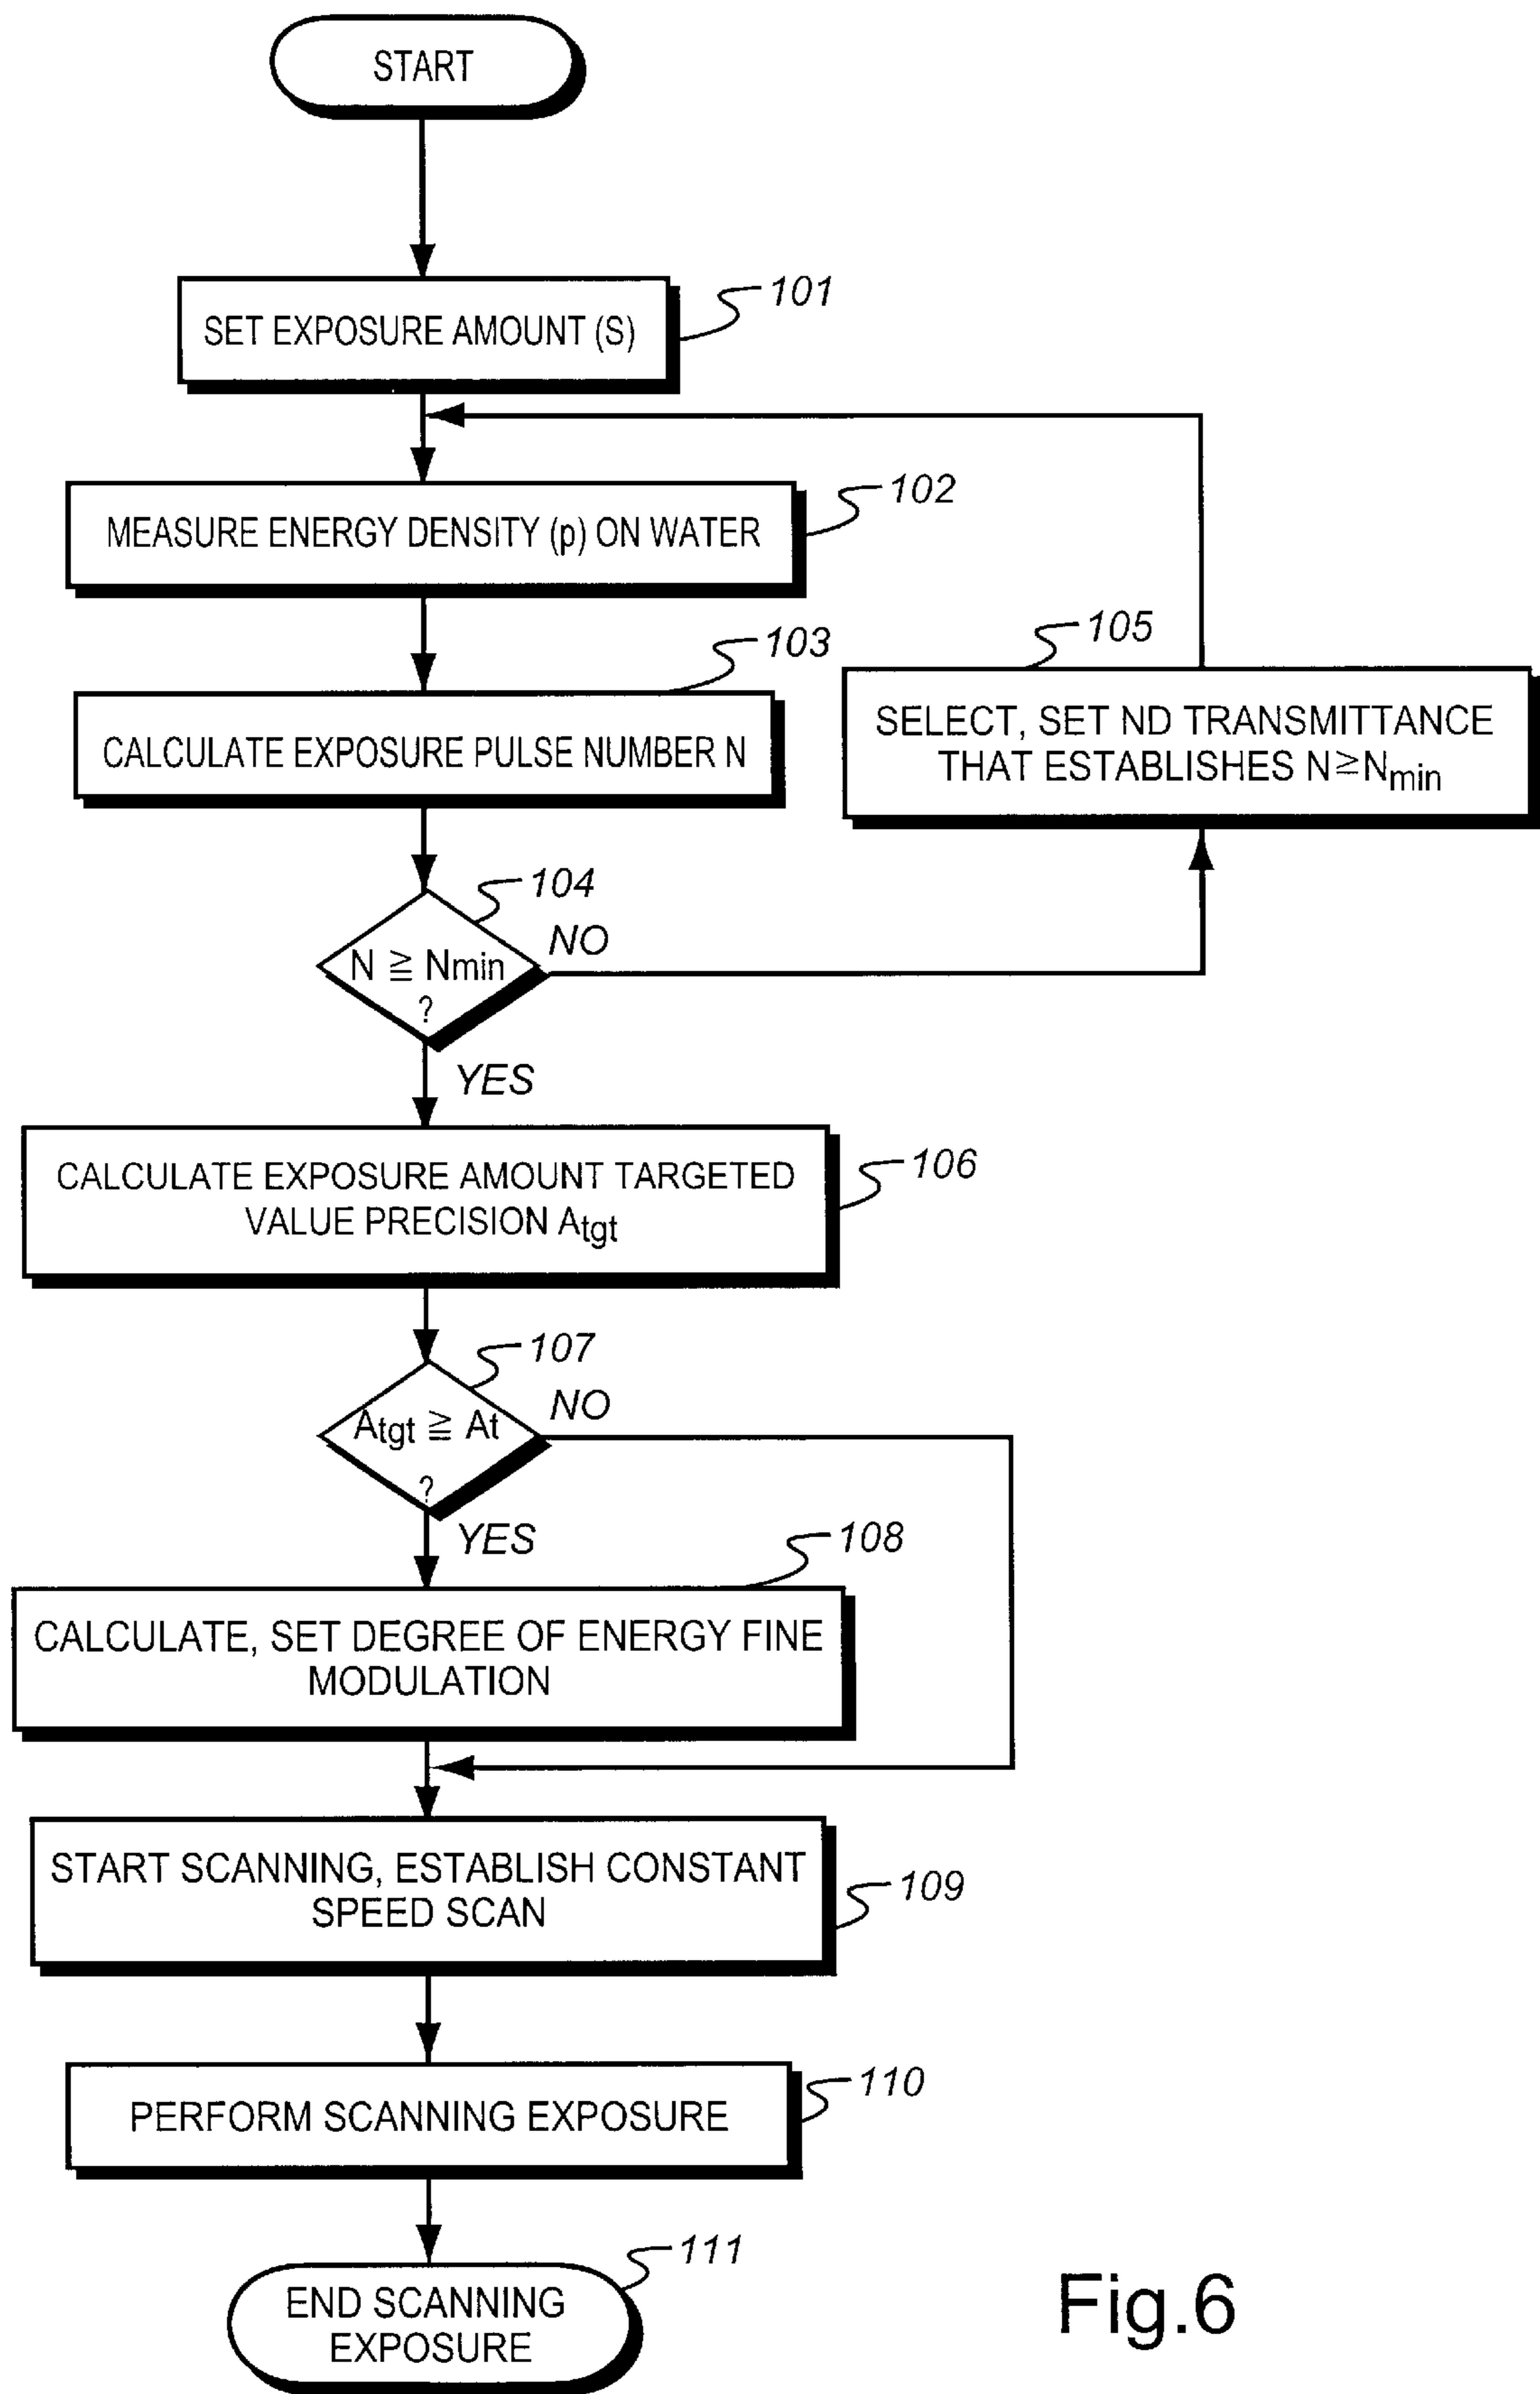 START
101
SET EXPOSURE AMOUNT (S)
102
MEASURE ENERGY DENSITY (p) ON WATER
103
CALCULATE EXPOSURE PULSE NUMBER N
105
SELECT, SET ND TRANSMITTANCE
THAT ESTABLISHES N≧Nmin
104
NO
N ≧ Nmin
?
YES
106
CALCULATE EXPOSURE AMOUNT TARGETED
VALUE PRECISION Atgt
107
NO
Atgt ≧ At
?
YES
108
CALCULATE, SET DEGREE OF ENERGY FINE
MODULATION
109
START SCANNING, ESTABLISH CONSTANT
SPEED SCAN
110
PERFORM SCANNING EXPOSURE
111
END SCANNING
EXPOSURE
Fig.6